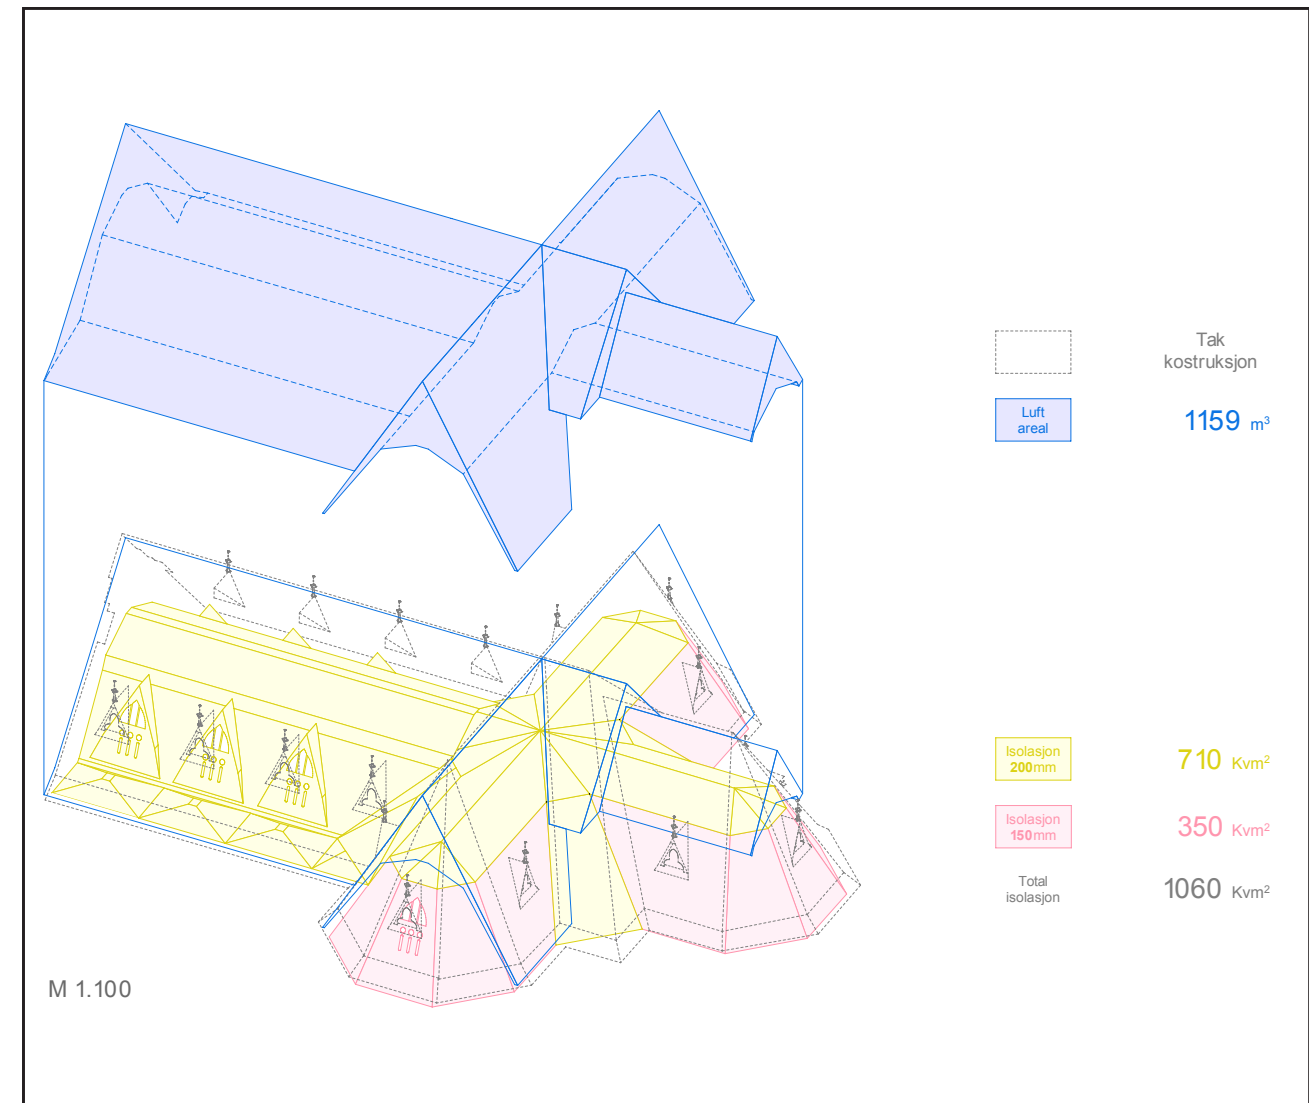 Tak
kostruksjon
Luft
areal
1159 m³
Isolasjon
200mm
710 Kvm²
Isolasjon
150mm
350 Kvm²
Total
isolasjon
1060 Kvm²
M 1.100